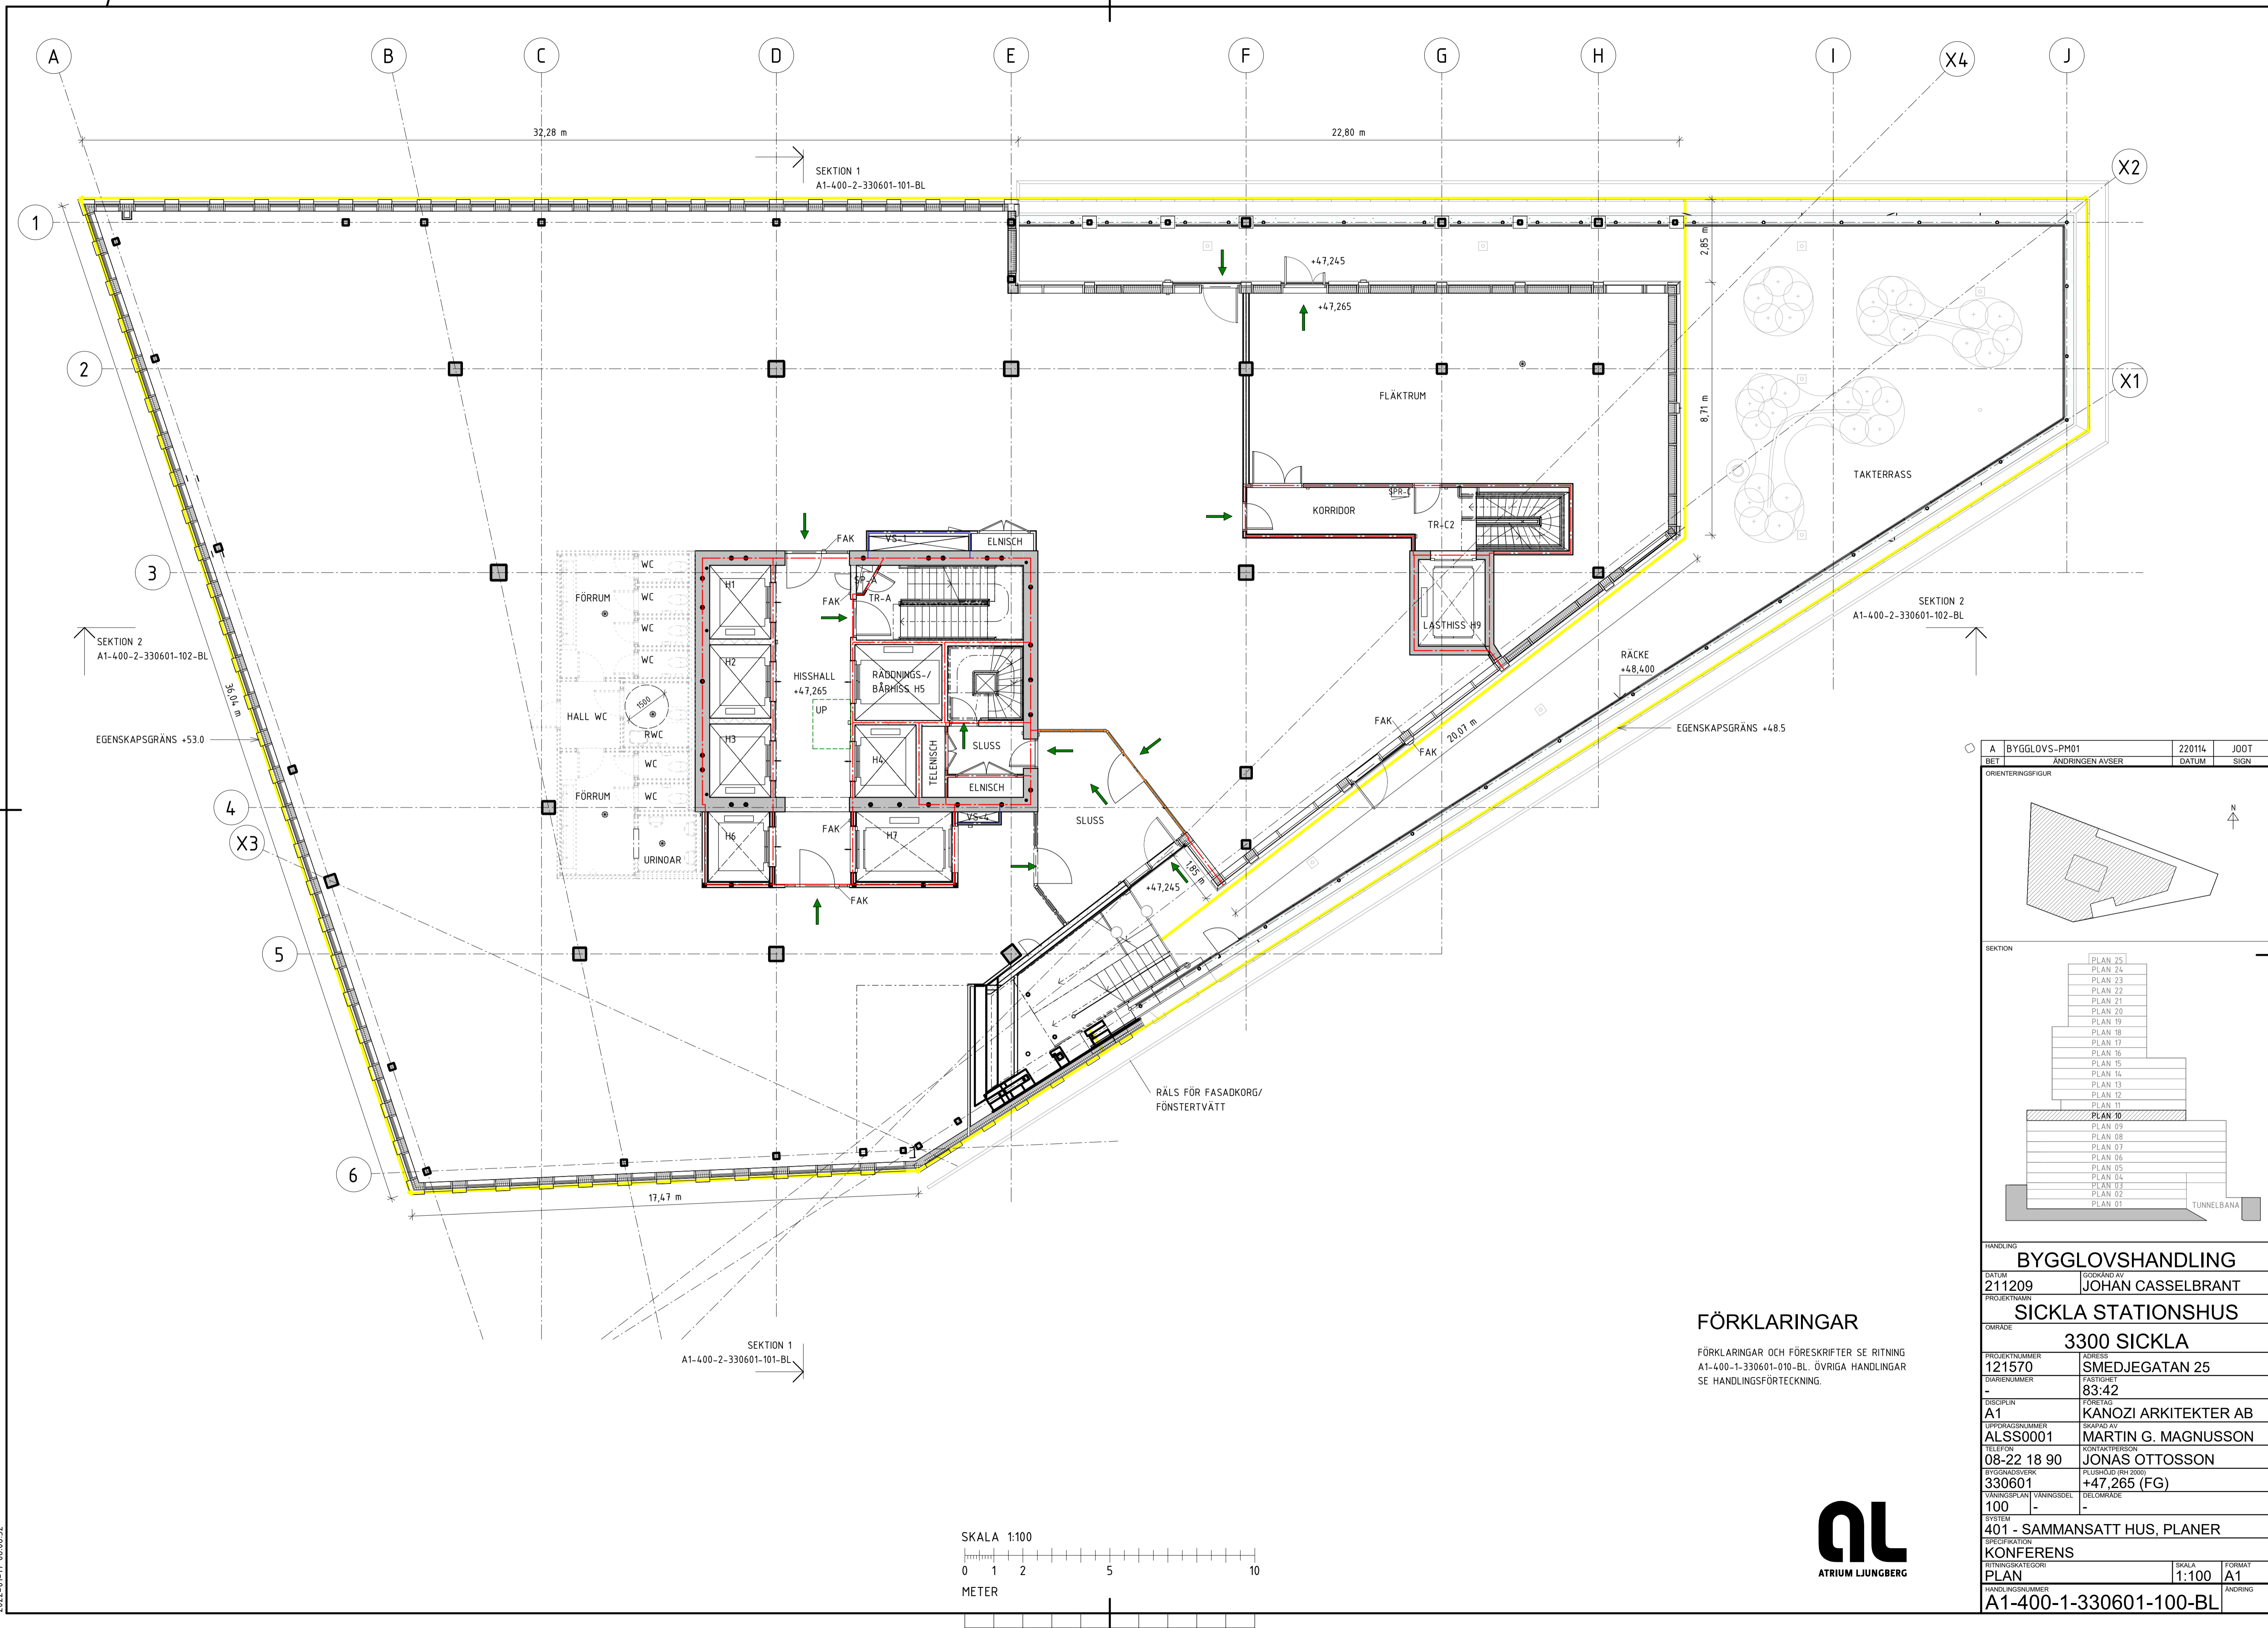 A
B
C
D
E
F
G
H
I
X4
J
32,28 m
22,80 m
SEKTION 1
A1-400-2-330601-101-BL
X2
1
2,85 m
+47,245
+47,265
2
X1
FLÄKTRUM
8,71 m
TAKTERRASS
SPR-C
KORRIDOR
TR-C2
FAK
VS-1
ELNISCH
3
WC
H1
SP-A
FÖRRUM
WC
FAK
TR-A
SEKTION 2
A1-400-2-330601-102-BL
WC
LASTHISS H9
SEKTION 2
A1-400-2-330601-102-BL
WC
H2
HISSHALL
+47,265
RÄDDNINGS-/
BÅRHISS H5
RÄCKE
+48,400
36,04 m
1500
UP
HALL WC
FAK
20,07 m
EGENSKAPSGRÄNS +48.5
EGENSKAPSGRÄNS +53.0
RWC
H3
SLUSS
FAK
WC
H4
TELENISCH
FÖRRUM
WC
ELNISCH
4
VS-4
SLUSS
X3
H6
FAK
H7
URINOAR
1,85 m
+47,245
FAK
5
RÄLS FÖR FASADKORG/
FÖNSTERTVÄTT
6
17,47 m
SEKTION 1
A1-400-2-330601-101-BL
FÖRKLARINGAR
FÖRKLARINGAR OCH FÖRESKRIFTER SE RITNING
A1-400-1-330601-010-BL. ÖVRIGA HANDLINGAR
SE HANDLINGSFÖRTECKNING.
SKALA 1:100
0 1 2 5 10
METER
aL
ATRIUM LJUNGBERG
A BYGGLOVS-PM01 220114 JOOT
BET ÄNDRINGEN AVSER DATUM SIGN
ORIENTERINGSFIGUR
N
SEKTION
PLAN 25
PLAN 24
PLAN 23
PLAN 22
PLAN 21
PLAN 20
PLAN 19
PLAN 18
PLAN 17
PLAN 16
PLAN 15
PLAN 14
PLAN 13
PLAN 12
PLAN 11
PLAN 10
PLAN 09
PLAN 08
PLAN 07
PLAN 06
PLAN 05
PLAN 04
PLAN 03
PLAN 02
PLAN 01 TUNNELBANA
HANDLING
BYGGLOVSHANDLING
DATUM GODKÄND AV
211209 JOHAN CASSELBRANT
PROJEKTNAMN
SICKLA STATIONSHUS
OMRÅDE
3300 SICKLA
PROJEKTNUMMER ADRESS
121570 SMEDJEGATAN 25
DIARIENUMMER FASTIGHET
- 83:42
DISCIPLIN FÖRETAG
A1 KANOZI ARKITEKTER AB
UPPDRAGSNUMMER SKAPAD AV
ALSS0001 MARTIN G. MAGNUSSON
TELEFON KONTAKTPERSON
08-22 18 90 JONAS OTTOSSON
BYGGNADSVERK PLUSHÖJD (RH 2000)
330601 +47,265 (FG)
VÅNINGSPLAN VÅNINGSDEL DELOMRÅDE
100 - -
SYSTEM
401 - SAMMANSATT HUS, PLANER
SPECIFIKATION
KONFERENS
RITNINGSKATEGORI SKALA FORMAT
PLAN 1:100 A1
HANDLINGSNUMMER ÄNDRING
A1-400-1-330601-100-BL